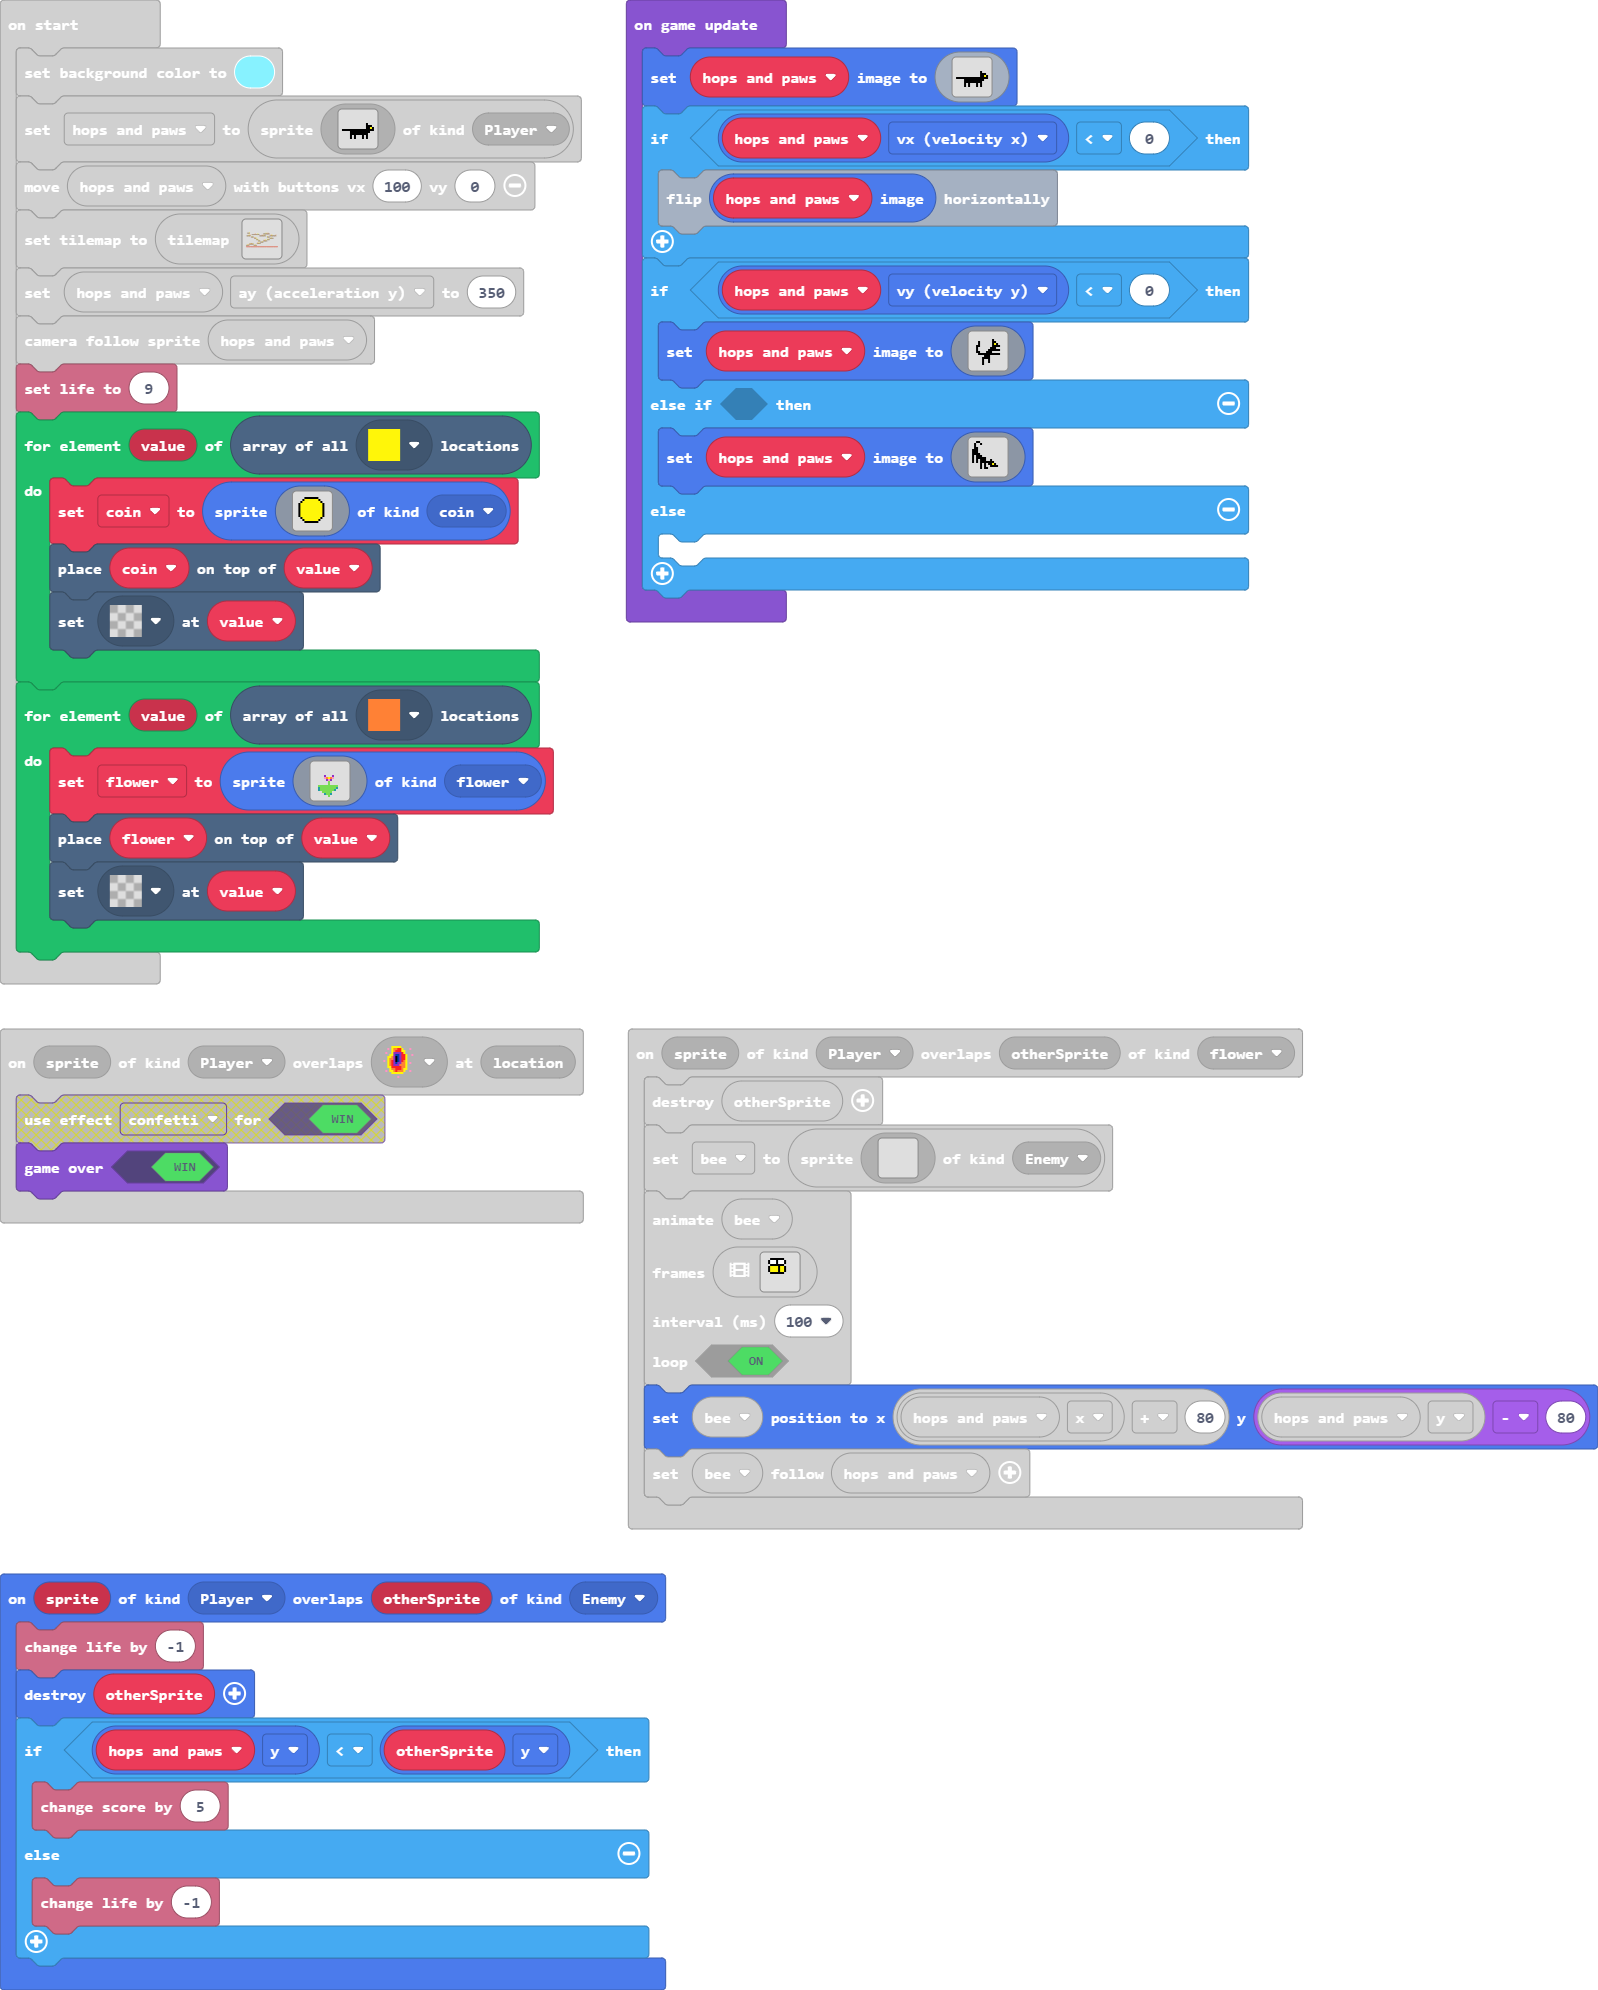 on start
set background color to
set hops and paws to sprite of kind Player
move hops and paws with buttons vx 100 vy 0
set tilemap to tilemap
set hops and paws ay (acceleration y) to 350
camera follow sprite hops and paws
set life to 9
for element value of array of all locations
do
set coin to sprite of kind coin
place coin on top of value
set at value
for element value of array of all locations
do
set flower to sprite of kind flower
place flower on top of value
set at value
on game update
set hops and paws image to
if hops and paws vx (velocity x) < 0 then
flip hops and paws image horizontally
if hops and paws vy (velocity y) < 0 then
set hops and paws image to
else if then
set hops and paws image to
else
on sprite of kind Player overlaps at location
use effect confetti for WIN
game over WIN
on sprite of kind Player overlaps otherSprite of kind flower
destroy otherSprite
set bee to sprite of kind Enemy
animate bee
frames
interval (ms) 100
loop ON
set bee position to x hops and paws x + 80 y hops and paws y - 80
set bee follow hops and paws
on sprite of kind Player overlaps otherSprite of kind Enemy
change life by -1
destroy otherSprite
if hops and paws y < otherSprite y then
change score by 5
else
change life by -1